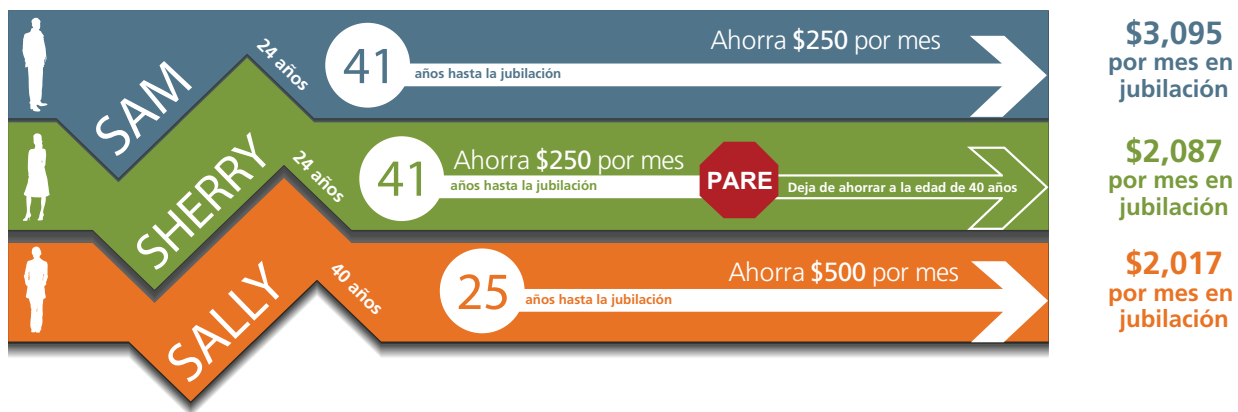 SAM
24 años
41
años hasta la jubilación
Ahorra $250 por mes
$3,095
por mes en
jubilación
SHERRY
24 años
41
Ahorra $250 por mes
años hasta la jubilación
PARE
Deja de ahorrar a la edad de 40 años
$2,087
por mes en
jubilación
SALLY
40 años
25
años hasta la jubilación
Ahorra $500 por mes
$2,017
por mes en
jubilación